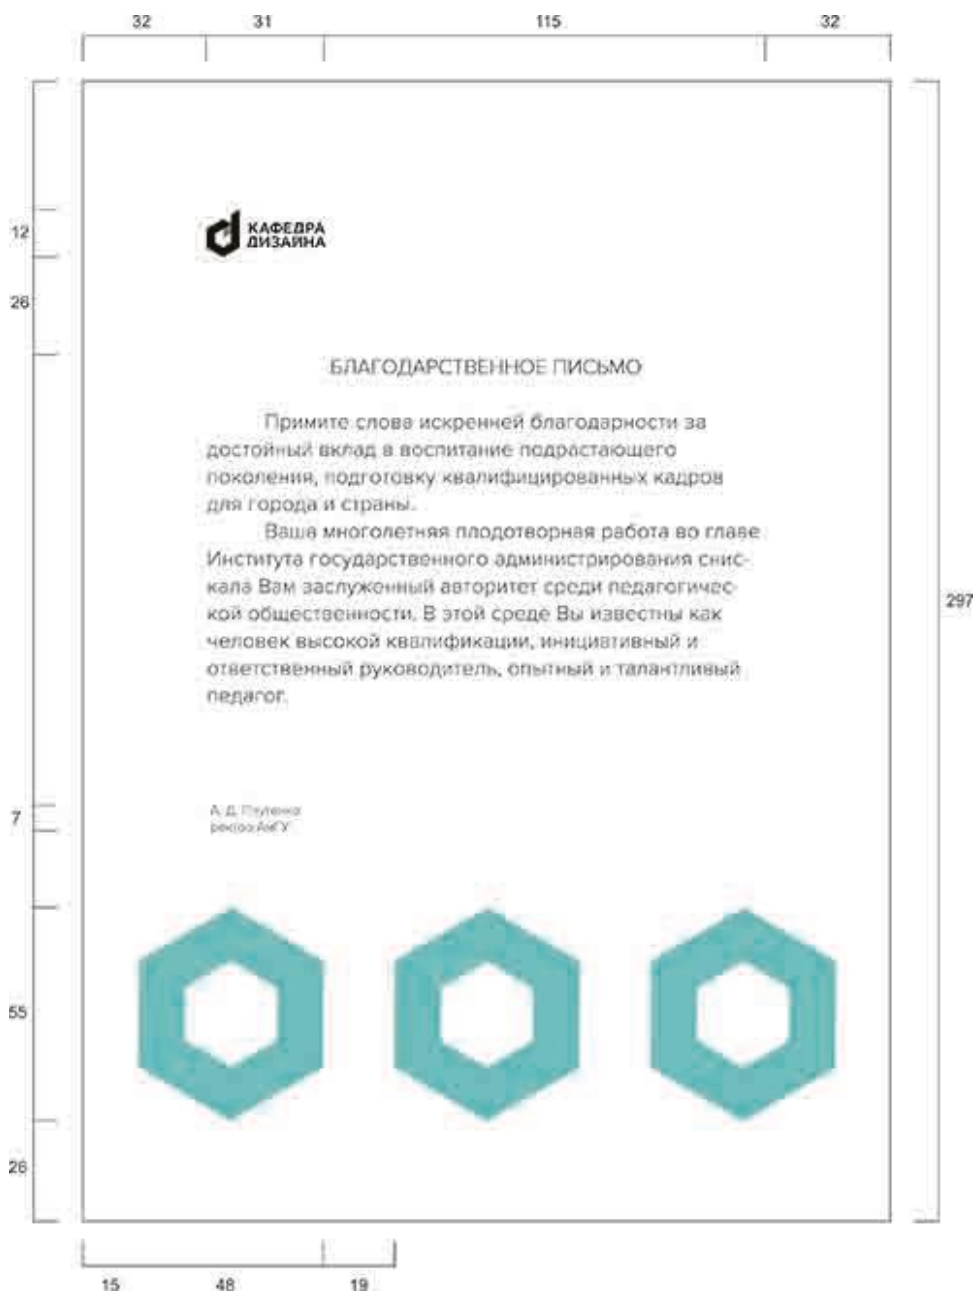 32 31 115 32
КАФЕДРА
ДИЗАЙНА
12
26
БЛАГОДАРСТВЕННОЕ ПИСЬМО
Примите слова искренней благодарности за
достойный вклад в воспитание подрастающего
поколения, подготовку квалифицированных кадров
для города и страны.
Ваша многолетняя плодотворная работа во главе
Института государственного администрирования снис-
кала Вам заслуженный авторитет среди педагогичес-
кой общественности. В этой среде Вы известны как
человек высокой квалификации, инициативный и
ответственный руководитель, опытный и талантливый
педагог.
297
7
А. Д.
ректор АмГУ
55
26
15 48 19